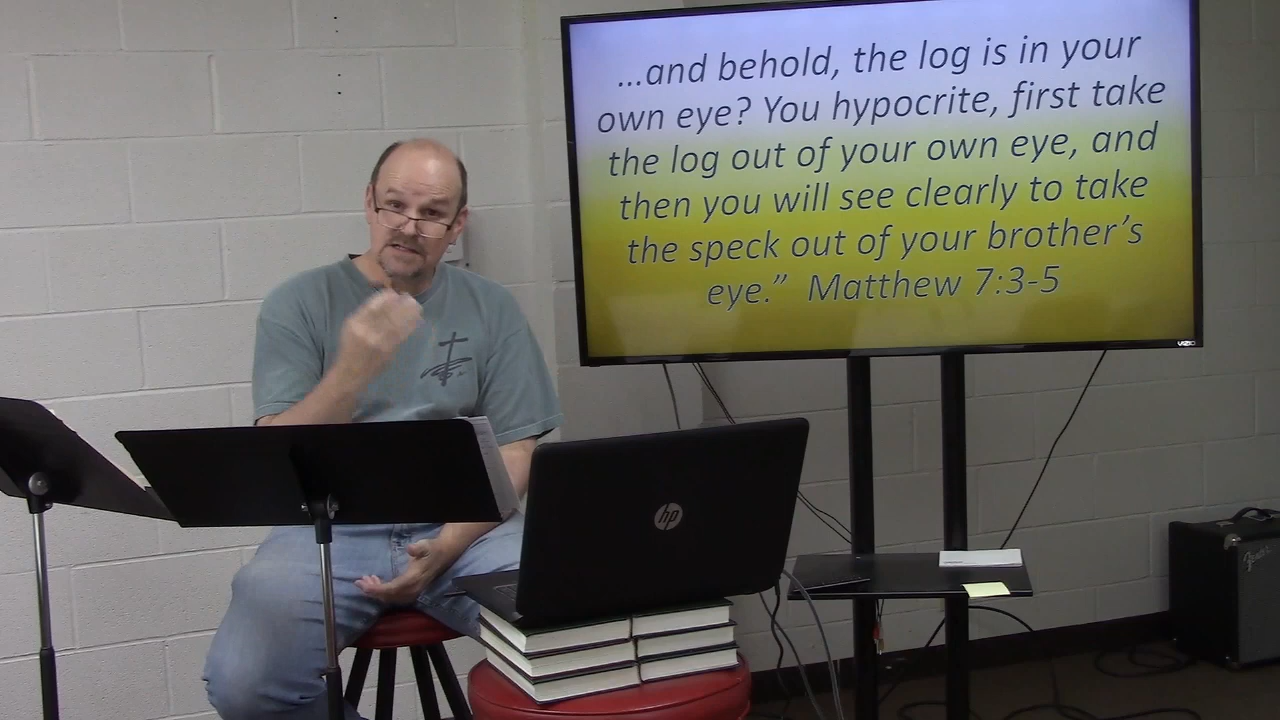 ...and behold, the log is in your
own eye? You hypocrite, first take
the log out of your own eye, and
then you will see clearly to take
the speck out of your brother's
eye.” Matthew 7:3-5
VIZIO
hp
Fender